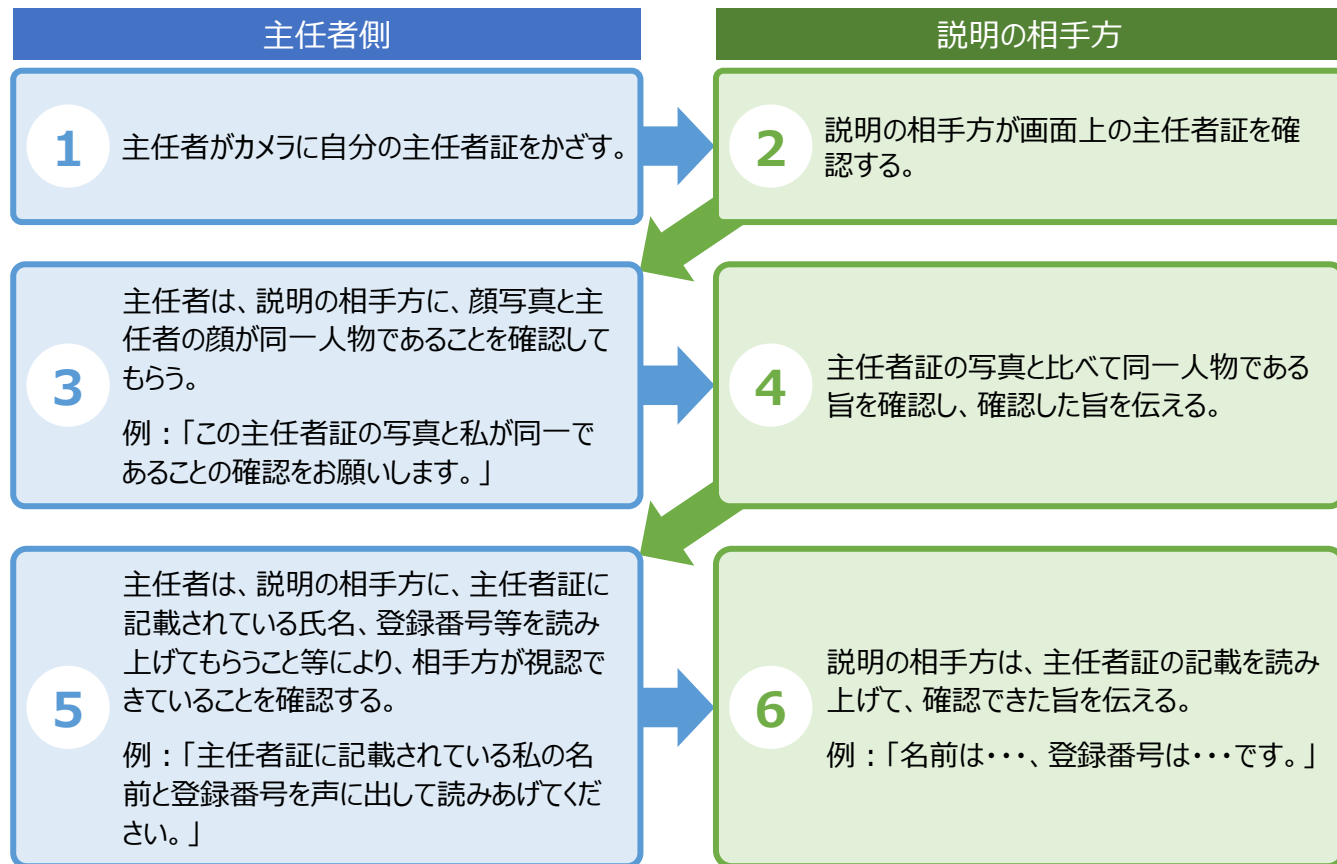 主任者側
説明の相手方
1
主任者がカメラに自分の主任者証をかざす。
2
説明の相手方が画面上の主任者証を確
認する。
3
主任者は、説明の相手方に、顔写真と主
任者の顔が同一人物であることを確認して
もらう。
例：「この主任者証の写真と私が同一で
あることの確認をお願いします。」
4
主任者証の写真と比べて同一人物である
旨を確認し、確認した旨を伝える。
5
主任者は、説明の相手方に、主任者証に
記載されている氏名、登録番号等を読み
上げてもらうこと等により、相手方が視認で
きていることを確認する。
例：「主任者証に記載されている私の名
前と登録番号を声に出して読みあげてくだ
さい。」
6
説明の相手方は、主任者証の記載を読み
上げて、確認できた旨を伝える。
例：「名前は・・・、登録番号は・・・です。」